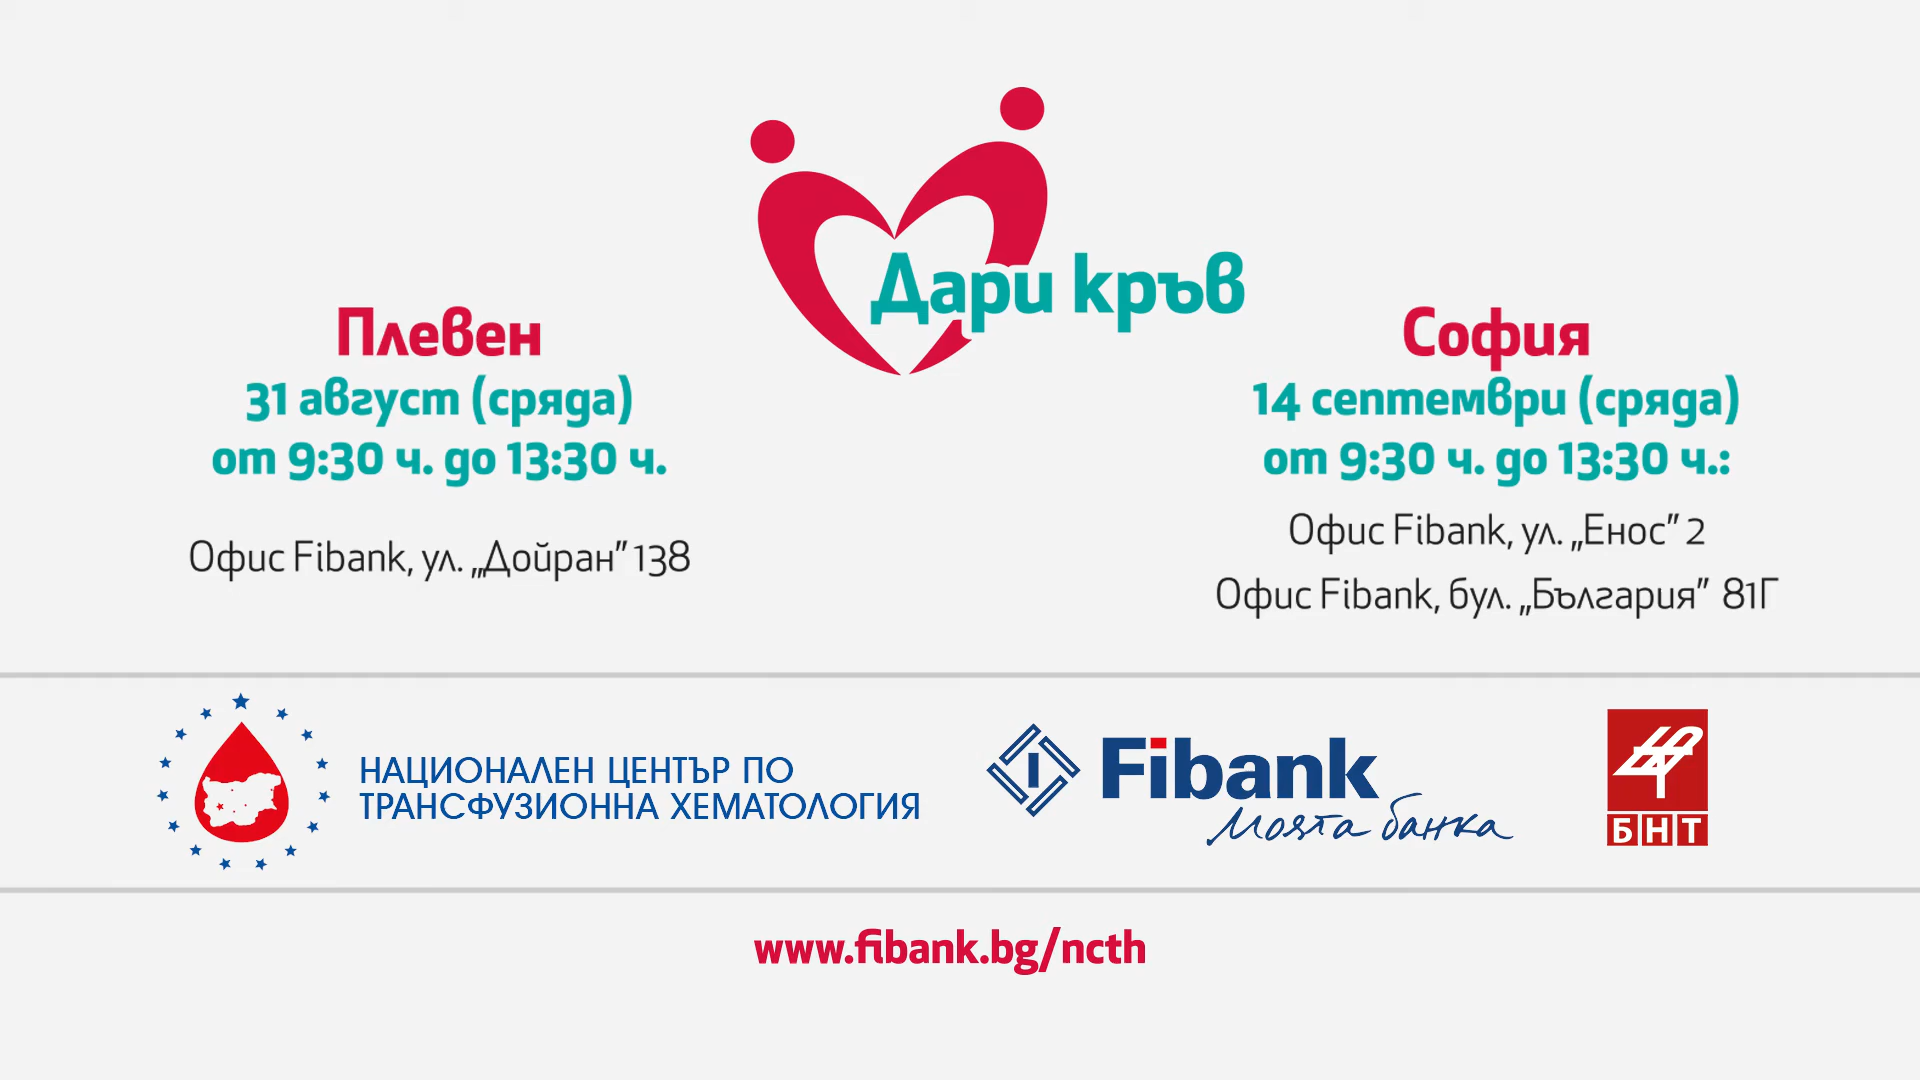 Дари кръв
Плевен
31 август (сряда)
от 9:30 ч. до 13:30 ч.
Офис Fibank, ул. „Дойран” 138
София
14 септември (сряда)
от 9:30 ч. до 13:30 ч.:
Офис Fibank, ул. „Енос” 2
Офис Fibank, бул. „България” 81Г
НАЦИОНАЛЕН ЦЕНТЪР ПО
ТРАНСФУЗИОННА ХЕМАТОЛОГИЯ
Fibank
Моята банка
БНТ
www.fibank.bg/ncth